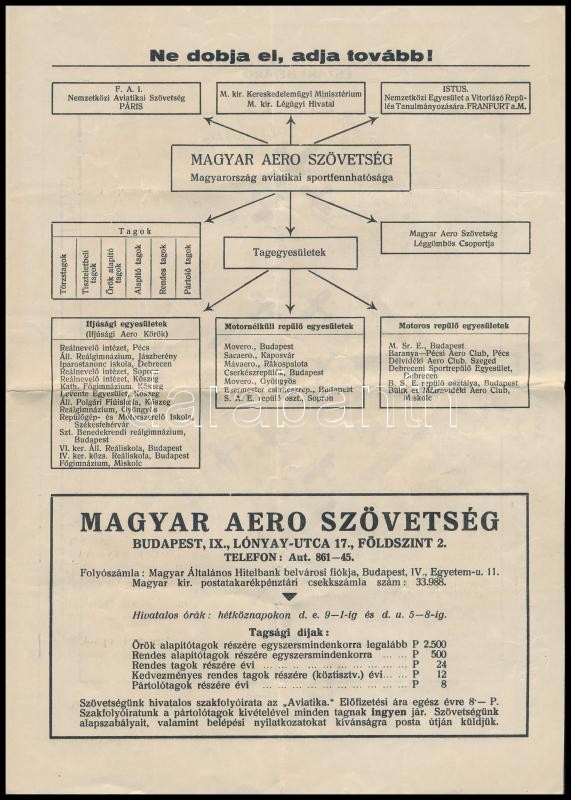 Ne dobja el, adja tovább!
F. A. I.
Nemzetközi Aviatikai Szövetség
PÁRIS
M. kir. Kereskedelemügyi Minisztérium
M. kir. Légügyi Hivatal
ISTUS.
Nemzetközi Egyesület a Vitorlázó Repü-
lés Tanulmányozására. FRANFURT a.M.
MAGYAR AERO SZÖVETSÉG
Magyarország aviatikai sportfennhatósága
Tagok
Törzstagok
Tiszteletbeli
tagok
Örök alapító
tagok
Alapító tagok
Rendes tagok
Pártoló tagok
Tagegyesületek
Magyar Aero Szövetség
Léggömbös Csoportja
Ifjúsági egyesületek
(Ifjúsági Aero Körök)
Reálnevelő intézet, Pécs
Áll. Reálgimnázium, Jászberény
Iparostanonc iskola, Debrecen
Reálnevelő intézet, Sopron
Reálnevelő intézet, Kőszeg
Kath. Főgimnázium, Kőszeg
Levente Egyesület, Kőszeg
Áll. Polgári Fiúiskola, Kőszeg
Reálgimnázium, Gyöngyös
Repülőgép- és Motorszerelő Iskola,
Székesfehérvár
Szt. Benedekrendi reálgimnázium,
Budapest
VI. ker. Áll. Reáliskola, Budapest
IV. ker. közs. Reáliskola, Budapest
Főgimnázium, Miskolc
Motornélküli repülő egyesületek
Movero., Budapest
Sacaero., Kaposvár
Mávaero., Rákospalota
Cserkészrepülők, Budapest
Movero., Gyöngyös
Egyetemi Budapest
S. A. E. repülő oszt., Sopron
Motoros repülő egyesületek
M. Sr. E., Budapest
Baranya—Pécsi Aero Club, Pécs
Délvidéki Aero Club, Szeged
Debreceni Sportrepülő Egyesület,
Debrecen
B. S. E. repülő osztálya, Budapest
Aero Club,
Miskolc
darabanth
MAGYAR AERO SZÖVETSÉG
BUDAPEST, IX., LÓNYAY-UTCA 17., FÖLDSZINT 2.
TELEFON: Aut. 861—45.
Folyószámla: Magyar Általános Hitelbank belvárosi fiókja, Budapest, IV., Egyetem-u. 11.
Magyar kir. postatakarékpénztári csekkszámla szám: 33.988.
Hivatalos órák: hétköznapokon d. e. 9—1-ig és d. u. 5—8-ig.
Tagsági díjak:
Örök alapítótagok részére egyszersmindenkorra legalább P 2.500
Rendes alapítótagok részére egyszersmindenkorra ... ... ... P 500
Rendes tagok részére évi ... ... ... ... ... ... ... ... P 24
Kedvezményes rendes tagok részére (köztisztv.) évi... ... P 12
Pártolótagok részére évi ... ... ... ... ... ... ... ... P 8
Szövetségünk hivatalos szakfolyóirata az „Aviatika." Előfizetési ára egész évre 8·— P.
Szakfolyóiratunk a pártolótagok kivételével minden tagnak ingyen jár. Szövetségünk
alapszabályait, valamint belépési nyilatkozatokat kívánságra posta útján küldjük.